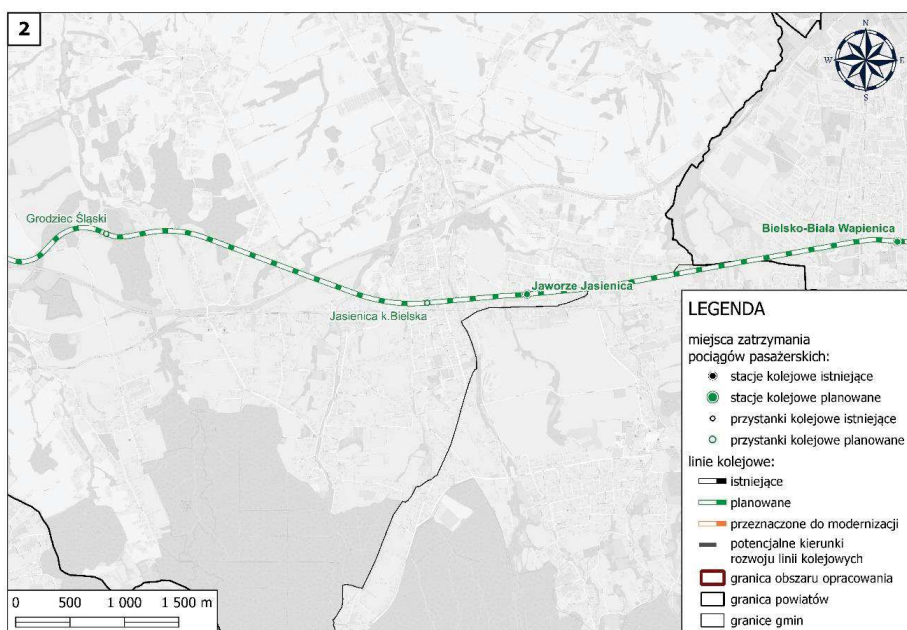 2
N
W
E
S
Grodziec Śląski
Bielsko-Biała Wapienica
Jaworze Jasienica
Jasienica k.Bielska
LEGENDA
miejsca zatrzymania
pociągów pasażerskich:
stacje kolejowe istniejące
stacje kolejowe planowane
przystanki kolejowe istniejące
przystanki kolejowe planowane
linie kolejowe:
istniejące
planowane
przeznaczone do modernizacji
potencjalne kierunki
rozwoju linii kolejowych
granica obszaru opracowania
granica powiatów
granice gmin
0 500 1 000 1 500 m